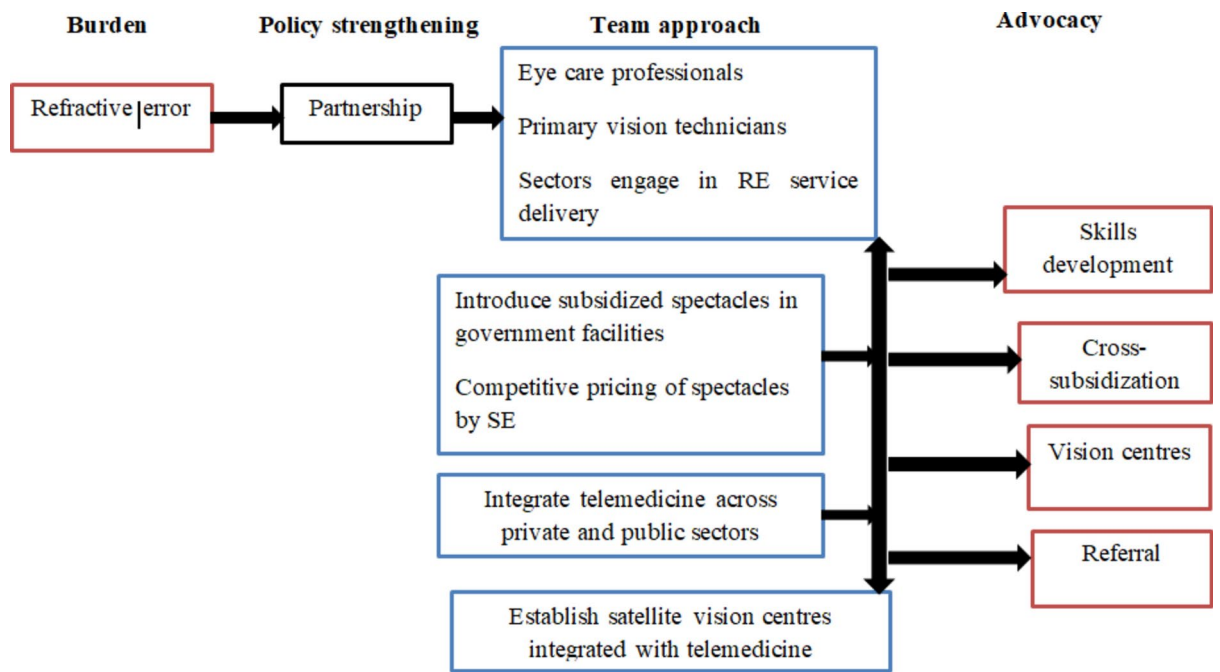 Burden
Policy strengthening
Team approach
Advocacy
Refractive error
Partnership
Eye care professionals
Primary vision technicians
Sectors engage in RE service
delivery
Introduce subsidized spectacles in
government facilities
Competitive pricing of spectacles
by SE
Integrate telemedicine across
private and public sectors
Establish satellite vision centres
integrated with telemedicine
Skills
development
Cross-
subsidization
Vision centres
Referral